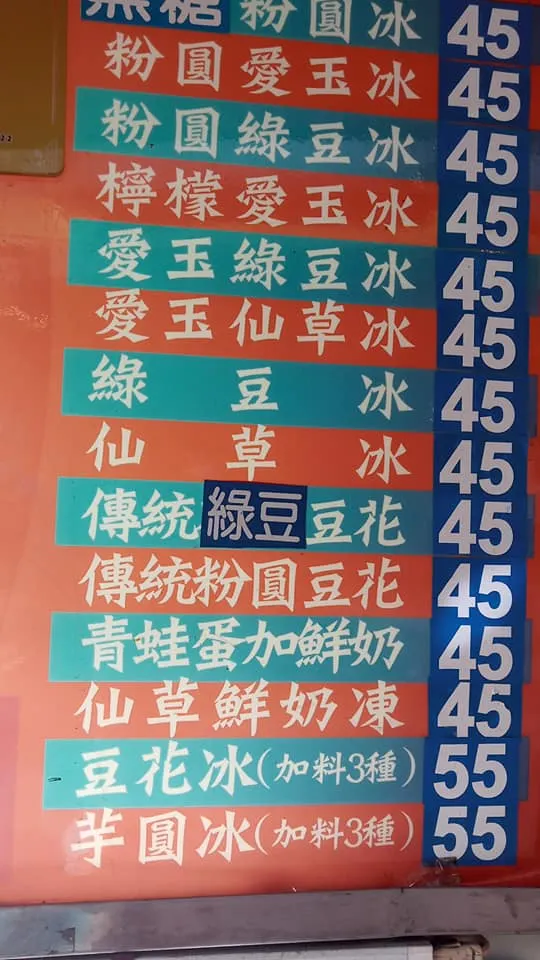 黑糖粉圓冰 45
粉圓愛玉冰 45
粉圓綠豆冰 45
檸檬愛玉冰 45
愛玉綠豆冰 45
愛玉仙草冰 45
綠豆冰 45
仙草冰 45
傳統綠豆豆花 45
傳統粉圓豆花 45
青蛙蛋加鮮奶 45
仙草鮮奶凍 45
豆花冰(加料3種) 55
芋圓冰(加料3種) 55